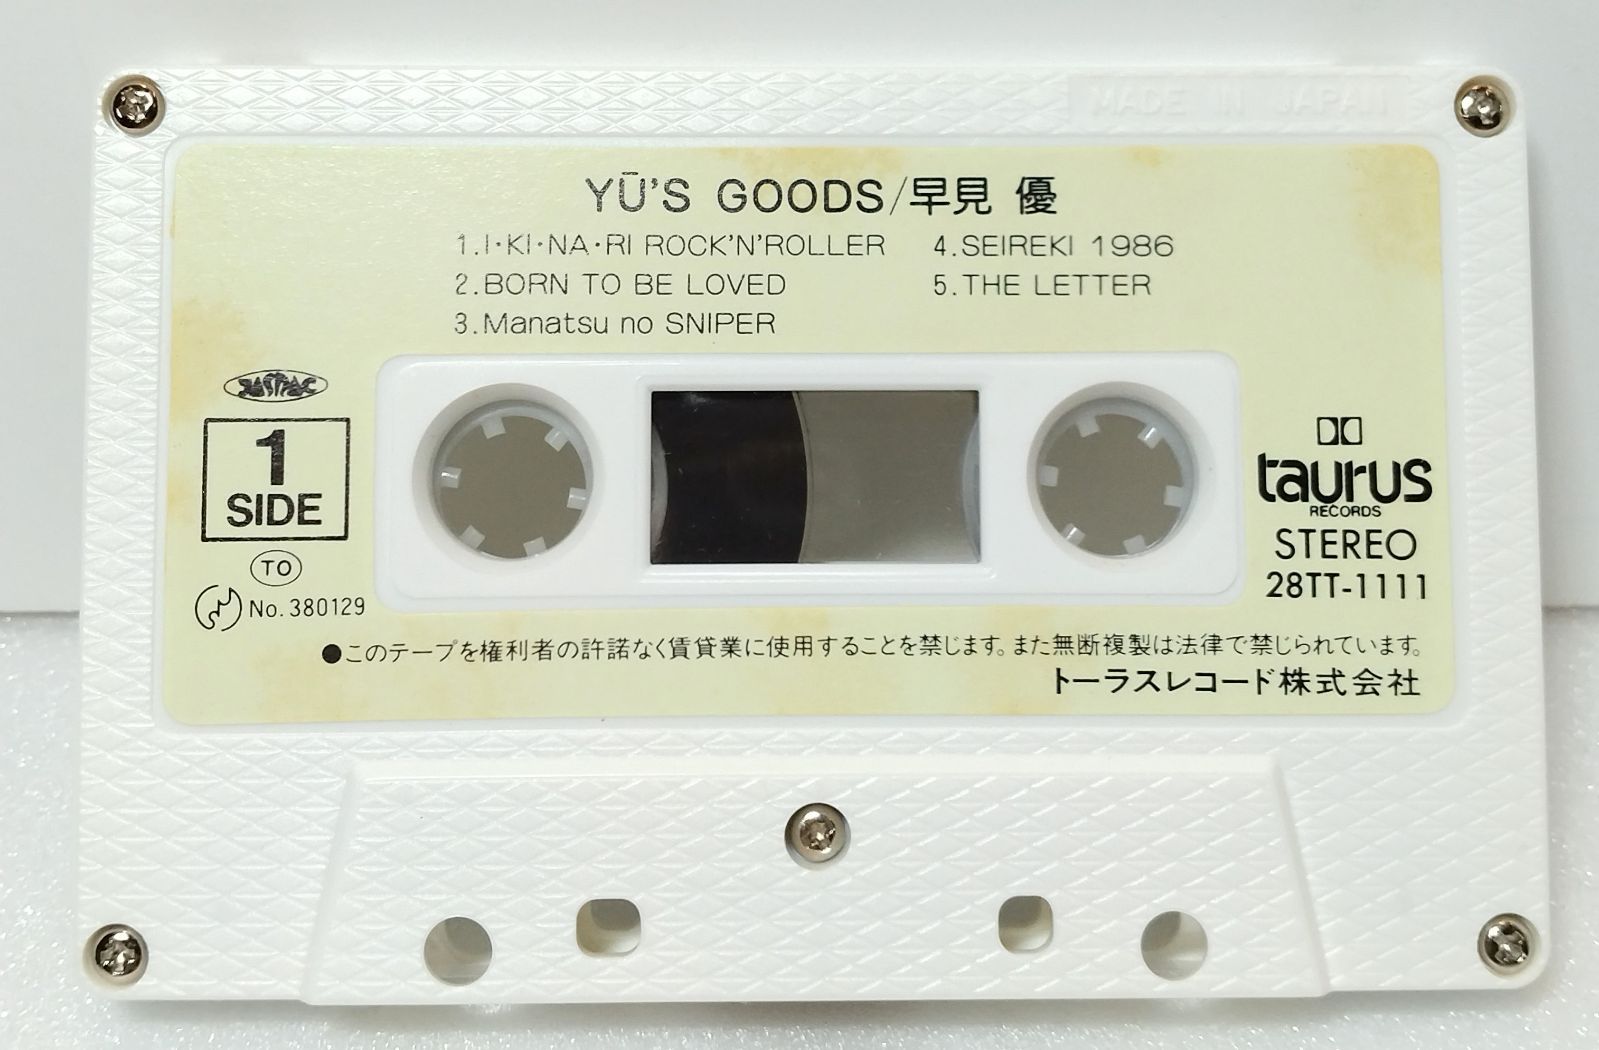 MADE IN JAPAN
YŪ'S GOODS/早見 優
1.I・KI・NA・RI ROCK'N'ROLLER
2.BORN TO BE LOVED
3.Manatsu no SNIPER
4.SEIREKI 1986
5.THE LETTER
JASRAC
1
SIDE
TO
No.380129
taurus
RECORDS
STEREO
28TT-1111
●このテープを権利者の許諾なく賃貸業に使用することを禁じます。また無断複製は法律で禁じられています。
トーラスレコード株式会社